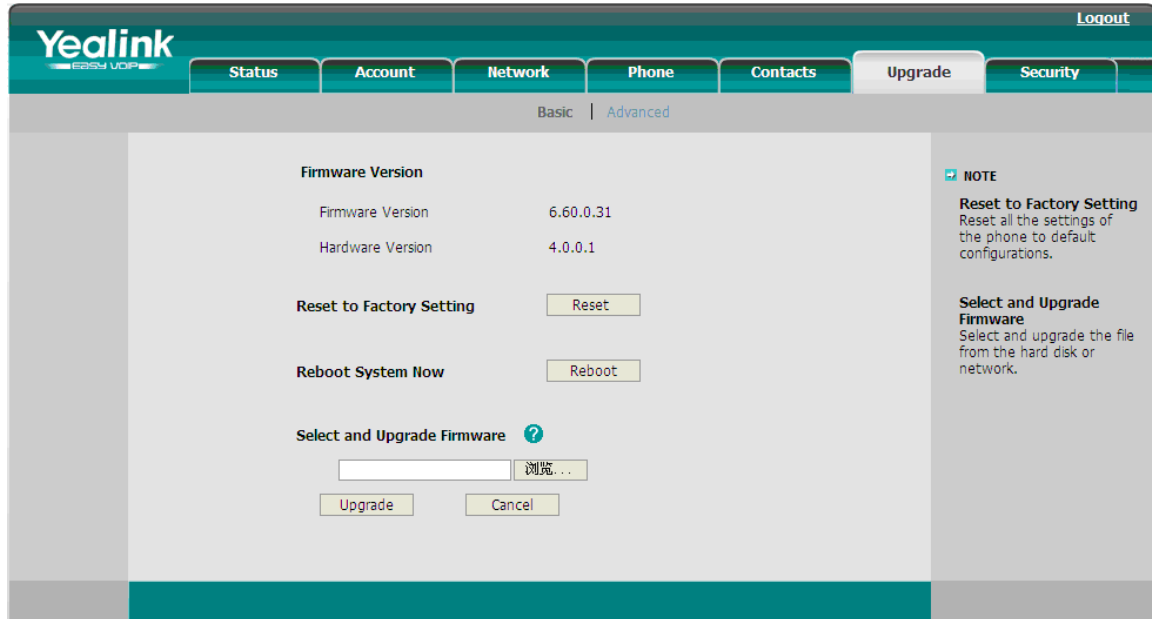 Logout
Yealink
EASY VOIP
Status Account Network Phone Contacts Upgrade Security
Basic | Advanced
Firmware Version
Firmware Version 6.60.0.31
Hardware Version 4.0.0.1
Reset to Factory Setting Reset
Reboot System Now Reboot
Select and Upgrade Firmware ?
浏览...
Upgrade Cancel
NOTE
Reset to Factory Setting
Reset all the settings of
the phone to default
configurations.
Select and Upgrade
Firmware
Select and upgrade the file
from the hard disk or
network.